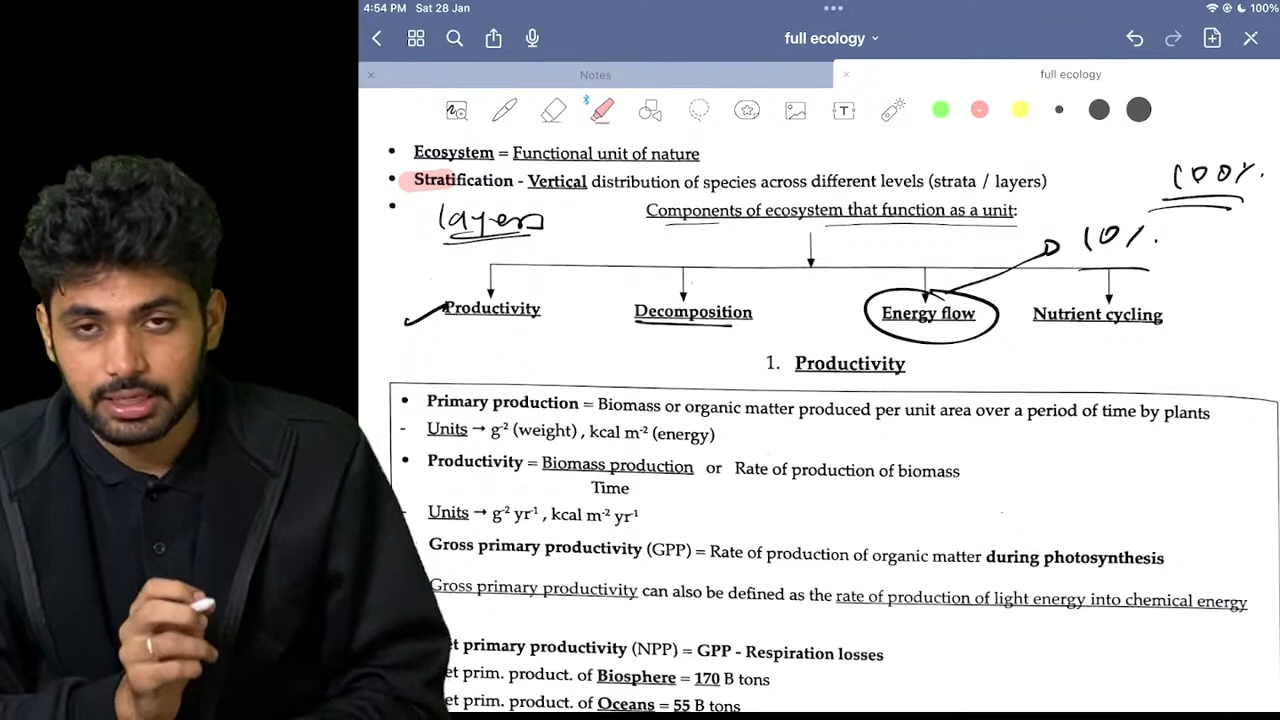 4:54 PM Sat 28 Jan
100%
full ecology
Notes
full ecology
T
• Ecosystem = Functional unit of nature
• Stratification - Vertical distribution of species across different levels (strata / layers)
100%.
•
layers
Components of ecosystem that function as a unit:
10%.
Productivity
Decomposition
Energy flow
Nutrient cycling
1. Productivity
• Primary production = Biomass or organic matter produced per unit area over a period of time by plants
- Units → g⁻² (weight) , kcal m⁻² (energy)
• Productivity = Biomass production or Rate of production of biomass
Time
- Units → g⁻² yr⁻¹ , kcal m⁻² yr⁻¹
Gross primary productivity (GPP) = Rate of production of organic matter during photosynthesis
Gross primary productivity can also be defined as the rate of production of light energy into chemical energy
et primary productivity (NPP) = GPP - Respiration losses
et prim. product. of Biosphere = 170 B tons
et prim. product. of Oceans = 55 B tons